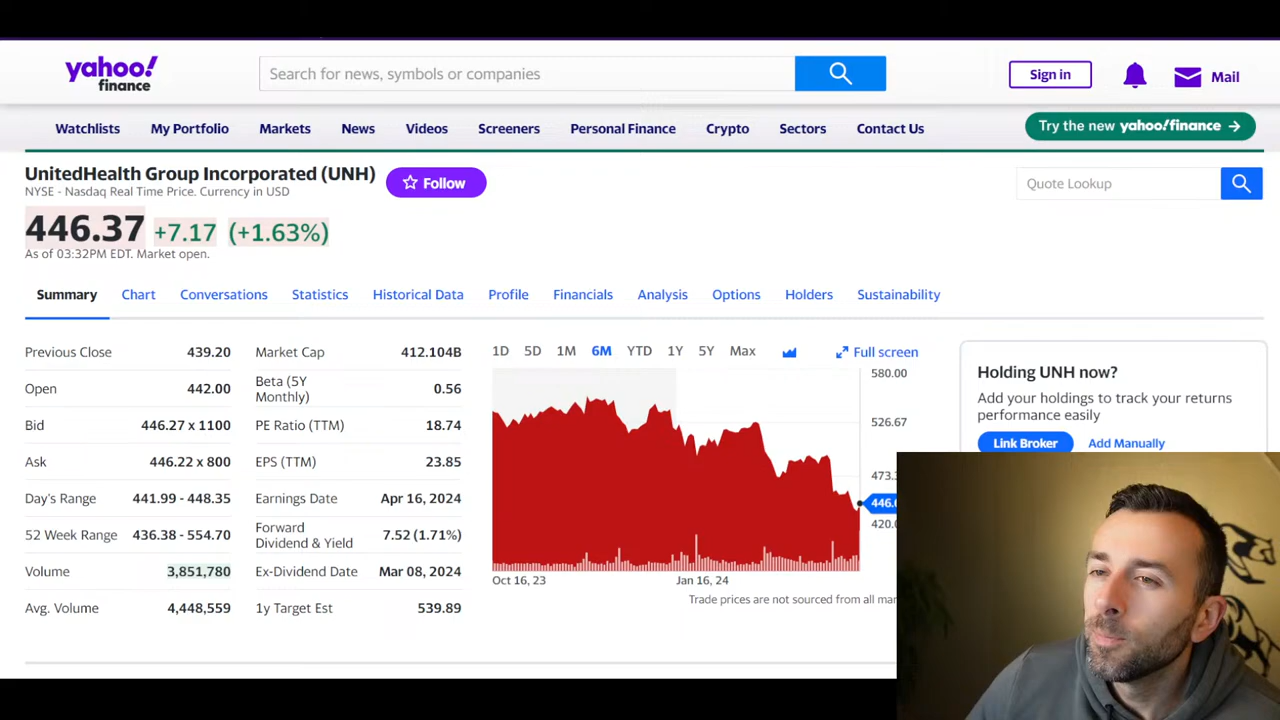 yahoo!
finance
Search for news, symbols or companies
Sign in
Mail
Watchlists
My Portfolio
Markets
News
Videos
Screeners
Personal Finance
Crypto
Sectors
Contact Us
Try the new yahoo!finance
UnitedHealth Group Incorporated (UNH)
Follow
NYSE - Nasdaq Real Time Price. Currency in USD
Quote Lookup
446.37 +7.17 (+1.63%)
As of 03:32PM EDT. Market open.
Summary
Chart
Conversations
Statistics
Historical Data
Profile
Financials
Analysis
Options
Holders
Sustainability
Previous Close 439.20
Open 442.00
Bid 446.27 x 1100
Ask 446.22 x 800
Day's Range 441.99 - 448.35
52 Week Range 436.38 - 554.70
Volume 3,851,780
Avg. Volume 4,448,559
Market Cap 412.104B
Beta (5Y
Monthly) 0.56
PE Ratio (TTM) 18.74
EPS (TTM) 23.85
Earnings Date Apr 16, 2024
Forward
Dividend & Yield 7.52 (1.71%)
Ex-Dividend Date Mar 08, 2024
1y Target Est 539.89
1D 5D 1M 6M YTD 1Y 5Y Max
Full screen
580.00
526.67
473.
446.
420.
Oct 16, 23
Jan 16, 24
Trade prices are not sourced from all mar
Holding UNH now?
Add your holdings to track your returns
performance easily
Link Broker
Add Manually